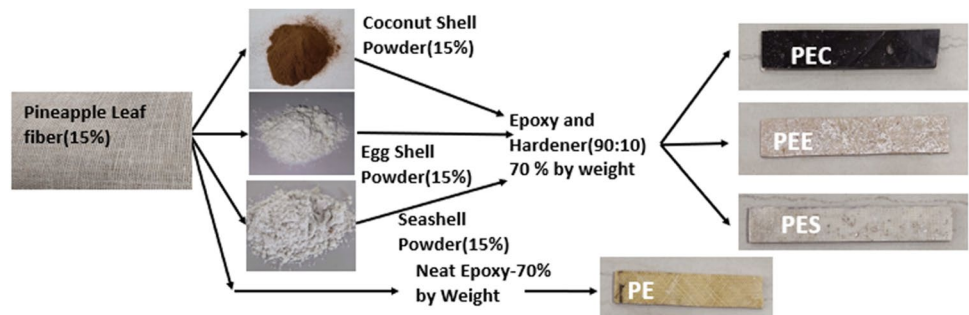 Pineapple Leaf
fiber(15%)
Coconut Shell
Powder(15%)
Egg Shell
Powder(15%)
Seashell
Powder(15%)
Epoxy and
Hardener(90:10)
70 % by weight
Neat Epoxy-70%
by Weight
PEC
PEE
PES
PE